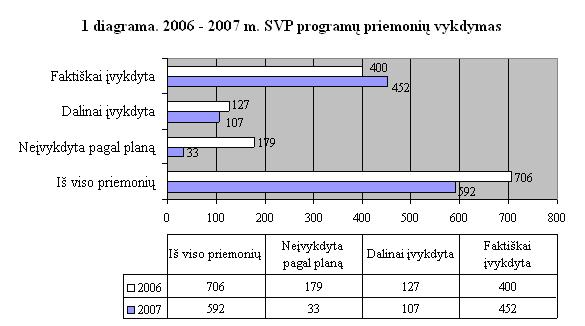 1 diagrama. 2006 - 2007 m. SVP programų priemonių vykdymas
Faktiškai įvykdyta
400
452
Dalinai įvykdyta
127
107
Neįvykdyta pagal planą
179
33
Iš viso priemonių
706
592
0 100 200 300 400 500 600 700 800
Iš viso priemonių Neįvykdyta pagal planą Dalinai įvykdyta Faktiškai įvykdyta
2006 706 179 127 400
2007 592 33 107 452